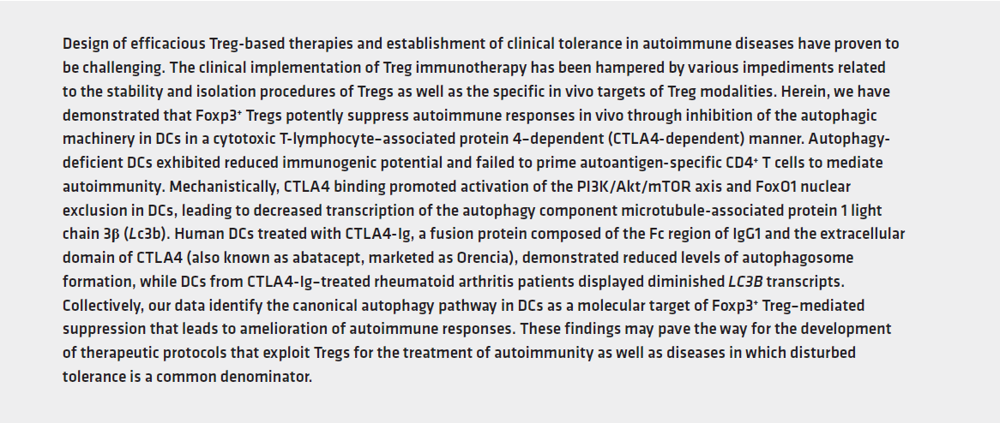 Design of efficacious Treg-based therapies and establishment of clinical tolerance in autoimmune diseases have proven to
be challenging. The clinical implementation of Treg immunotherapy has been hampered by various impediments related
to the stability and isolation procedures of Tregs as well as the specific in vivo targets of Treg modalities. Herein, we have
demonstrated that Foxp3⁺ Tregs potently suppress autoimmune responses in vivo through inhibition of the autophagic
machinery in DCs in a cytotoxic T-lymphocyte–associated protein 4–dependent (CTLA4-dependent) manner. Autophagy-
deficient DCs exhibited reduced immunogenic potential and failed to prime autoantigen-specific CD4⁺ T cells to mediate
autoimmunity. Mechanistically, CTLA4 binding promoted activation of the PI3K/Akt/mTOR axis and FoxO1 nuclear
exclusion in DCs, leading to decreased transcription of the autophagy component microtubule-associated protein 1 light
chain 3β (Lc3b). Human DCs treated with CTLA4-Ig, a fusion protein composed of the Fc region of IgG1 and the extracellular
domain of CTLA4 (also known as abatacept, marketed as Orencia), demonstrated reduced levels of autophagosome
formation, while DCs from CTLA4-Ig–treated rheumatoid arthritis patients displayed diminished LC3B transcripts.
Collectively, our data identify the canonical autophagy pathway in DCs as a molecular target of Foxp3⁺ Treg–mediated
suppression that leads to amelioration of autoimmune responses. These findings may pave the way for the development
of therapeutic protocols that exploit Tregs for the treatment of autoimmunity as well as diseases in which disturbed
tolerance is a common denominator.